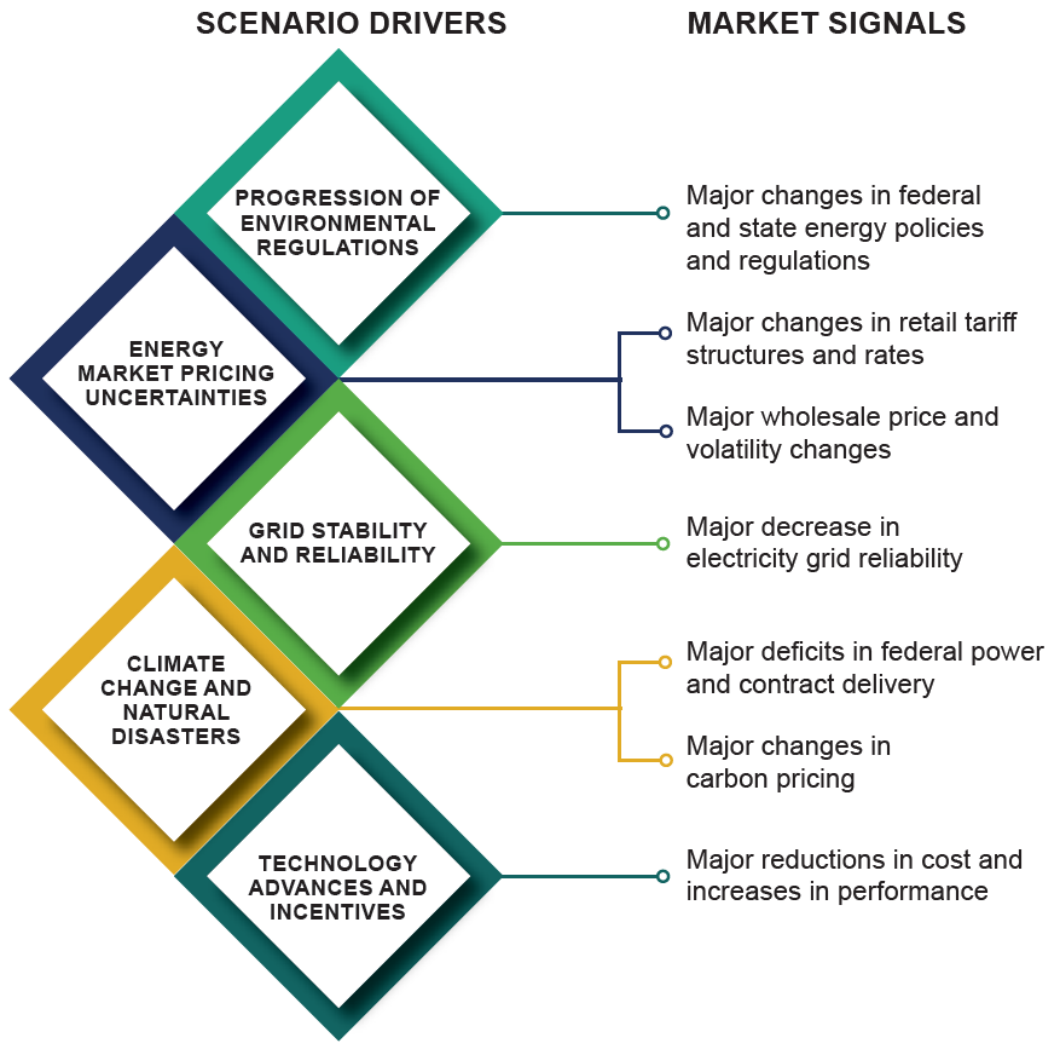 SCENARIO DRIVERS
MARKET SIGNALS
PROGRESSION OF
ENVIRONMENTAL
REGULATIONS
Major changes in federal
and state energy policies
and regulations
ENERGY
MARKET PRICING
UNCERTAINTIES
Major changes in retail tariff
structures and rates
Major wholesale price and
volatility changes
GRID STABILITY
AND RELIABILITY
Major decrease in
electricity grid reliability
CLIMATE
CHANGE AND
NATURAL
DISASTERS
Major deficits in federal power
and contract delivery
Major changes in
carbon pricing
TECHNOLOGY
ADVANCES AND
INCENTIVES
Major reductions in cost and
increases in performance